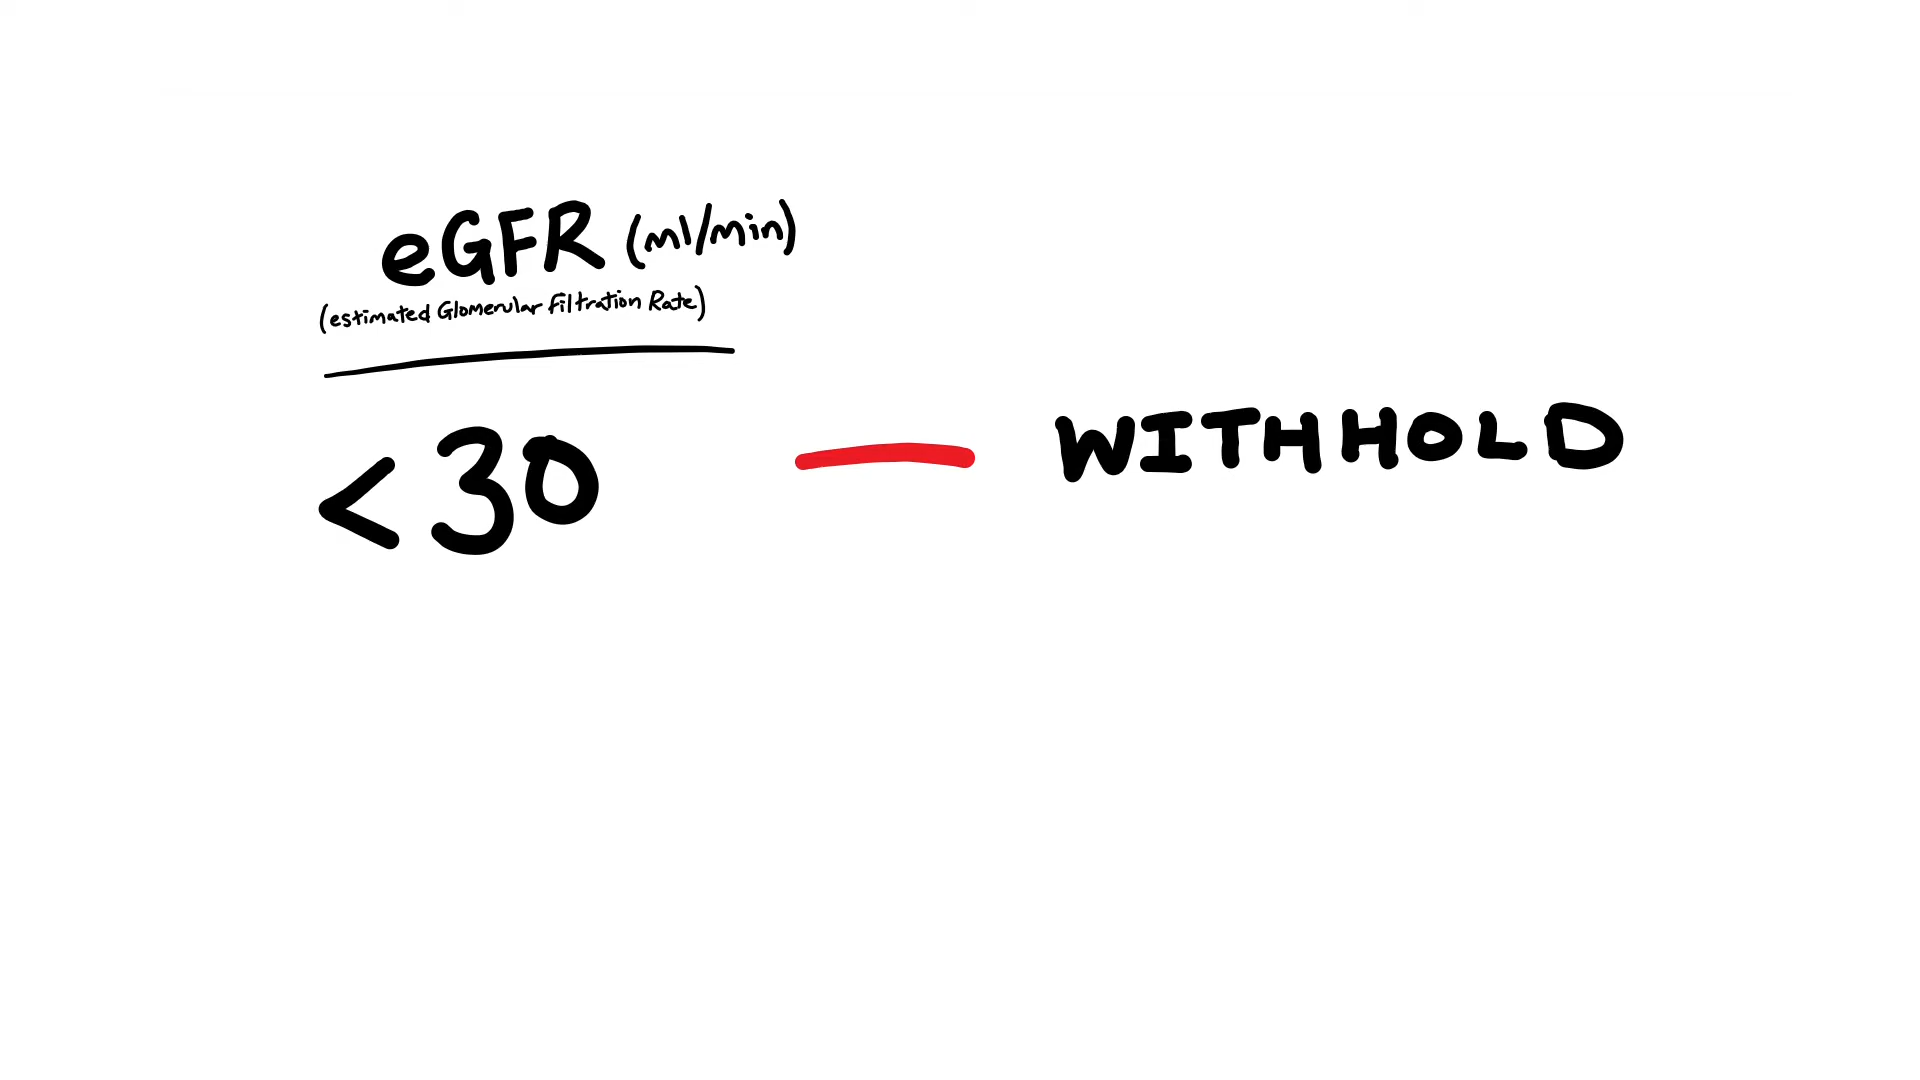 eGFR (ml/min)
(estimated Glomerular Filtration Rate)
<30 — WITHHOLD